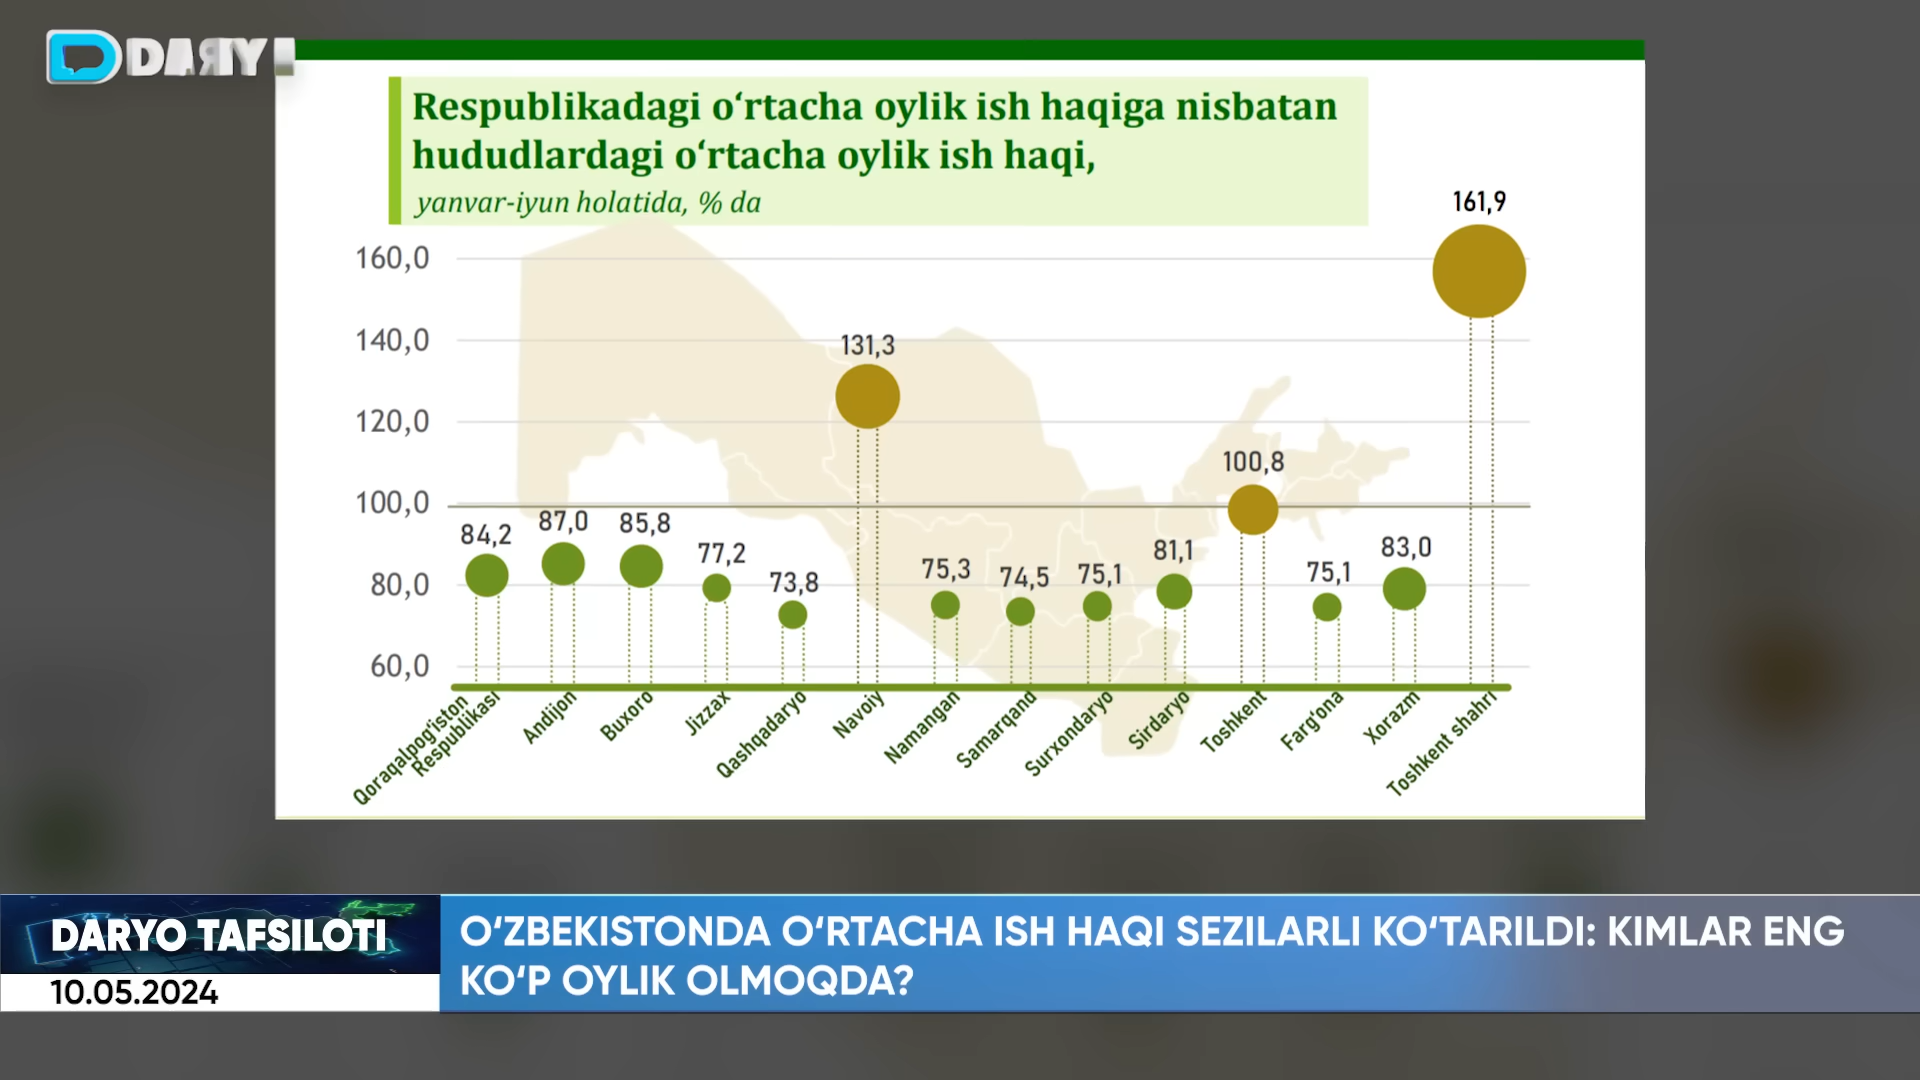 DARYO
Respublikadagi o‘rtacha oylik ish haqiga nisbatan
hududlardagi o‘rtacha oylik ish haqi,
yanvar-iyun holatida, % da
160,0
140,0
120,0
100,0
80,0
60,0
84,2
87,0
85,8
77,2
73,8
131,3
75,3
74,5
75,1
81,1
100,8
75,1
83,0
161,9
Qoraqalpog‘iston
Respublikasi
Andijon
Buxoro
Jizzax
Qashqadaryo
Navoiy
Namangan
Samarqand
Surxondaryo
Sirdaryo
Toshkent
Farg‘ona
Xorazm
Toshkent shahri
DARYO TAFSILOTI
10.05.2024
O‘ZBEKISTONDA O‘RTACHA ISH HAQI SEZILARLI KO‘TARILDI: KIMLAR ENG
KO‘P OYLIK OLMOQDA?